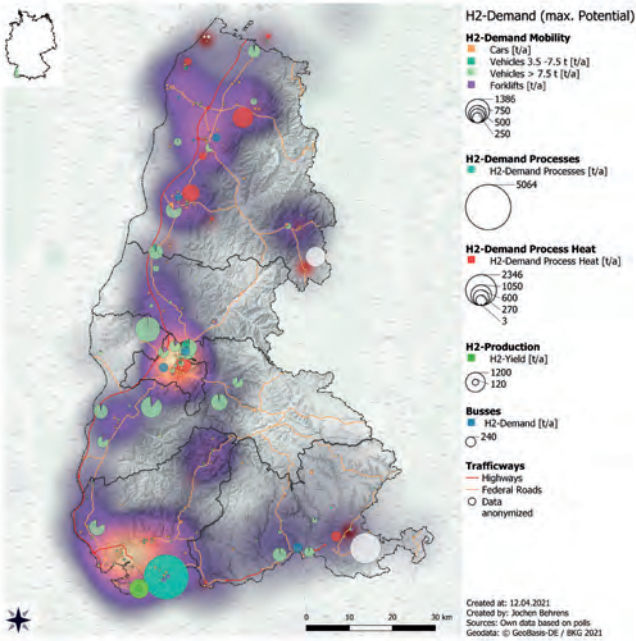 H2-Demand (max. Potential)
H2-Demand Mobility
Cars [t/a]
Vehicles 3.5 -7.5 t [t/a]
Vehicles > 7.5 t [t/a]
Forklifts [t/a]
1386
750
500
250
H2-Demand Processes
H2-Demand Processes [t/a]
5064
H2-Demand Process Heat
H2-Demand Process Heat [t/a]
2346
1050
600
270
3
H2-Production
H2-Yield [t/a]
1200
120
Busses
H2-Demand [t/a]
240
Trafficways
Highways
Federal Roads
Data
anonymized
Created at: 12.04.2021
Created by: Jochen Behrens
Sources: Own data based on polls
Geodata: © GeoBasis-DE / BKG 2021
0 10 20 30 km